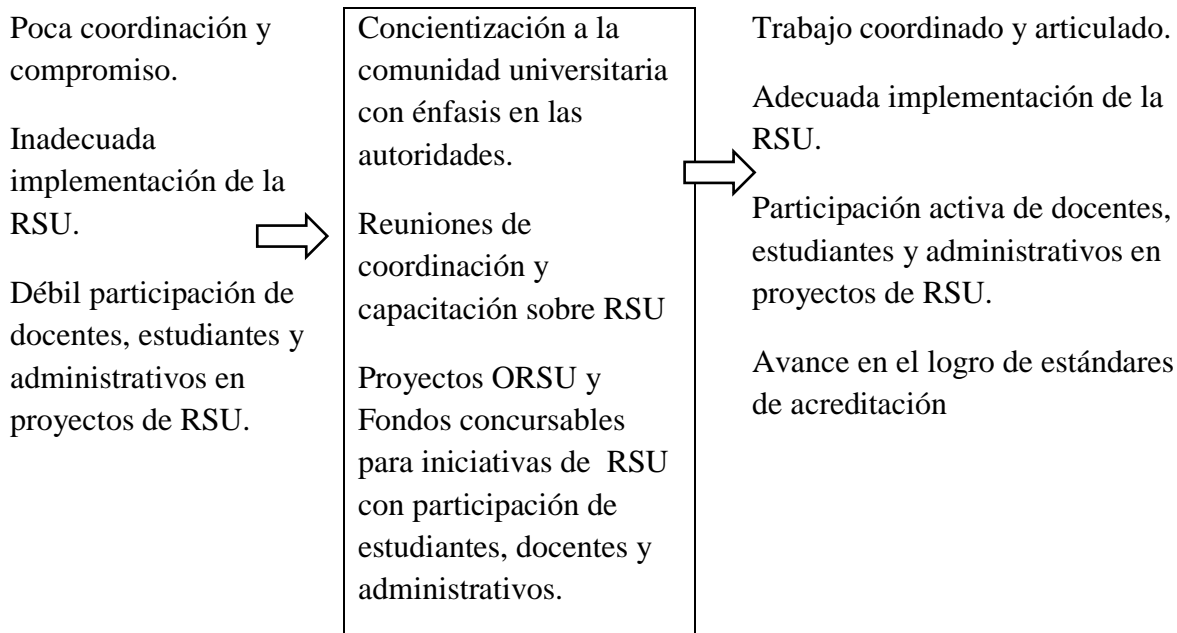 Poca coordinación y
compromiso.
Inadecuada
implementación de la
RSU.
Débil participación de
docentes, estudiantes y
administrativos en
proyectos de RSU.
Concientización a la
comunidad universitaria
con énfasis en las
autoridades.
Reuniones de
coordinación y
capacitación sobre RSU
Proyectos ORSU y
Fondos concursables
para iniciativas de  RSU
con participación de
estudiantes, docentes y
administrativos.
Trabajo coordinado y articulado.
Adecuada implementación de la
RSU.
Participación activa de docentes,
estudiantes y administrativos en
proyectos de RSU.
Avance en el logro de estándares
de acreditación